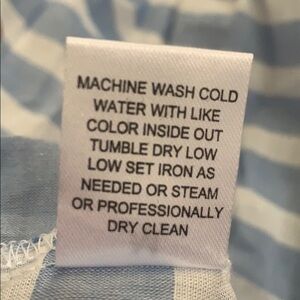 MACHINE WASH COLD
WATER WITH LIKE
COLOR INSIDE OUT
TUMBLE DRY LOW
LOW SET IRON AS
NEEDED OR STEAM
OR PROFESSIONALLY
DRY CLEAN